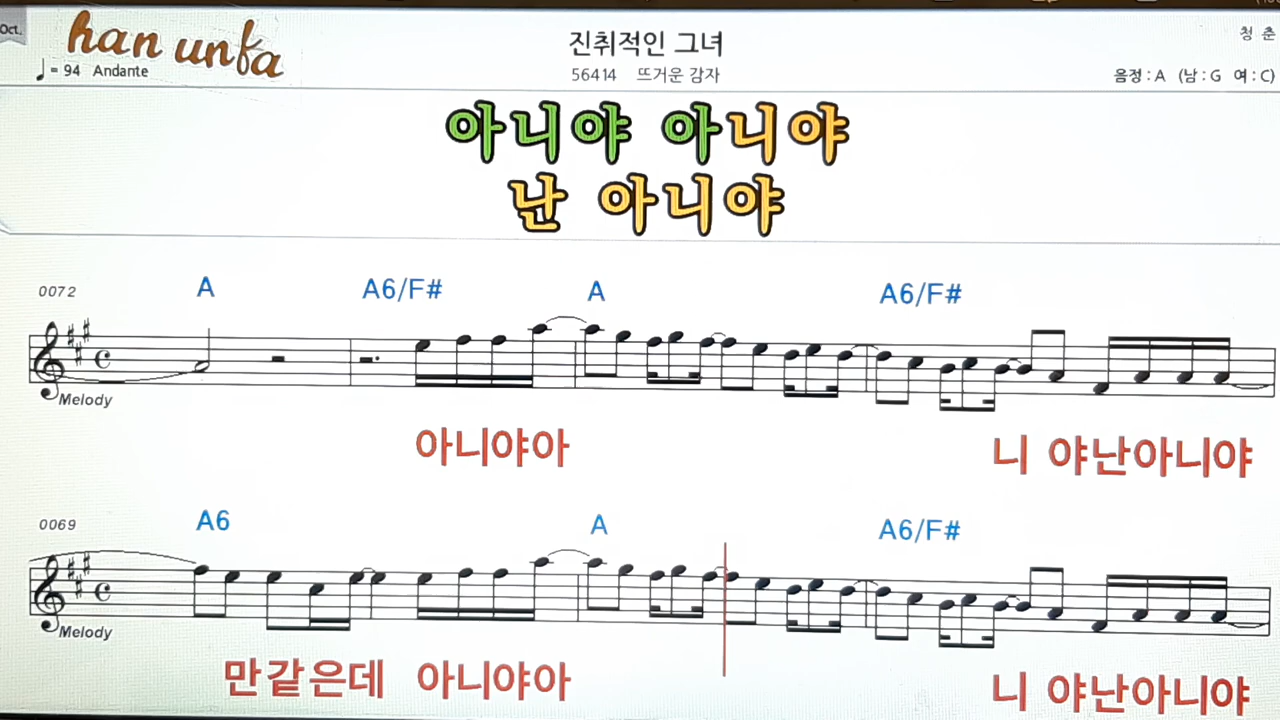 Oct.
han unfa
♩= 94 Andante
진취적인 그녀
56414 뜨거운 감자
청 춘
음정 : A (남 : G 여 : C)
아니야 아니야
난 아니야
0072 A A6/F# A A6/F#
Melody
아니야아 니 야난아니야
0069 A6 A A6/F#
Melody
만같은데 아니야아 니 야난아니야